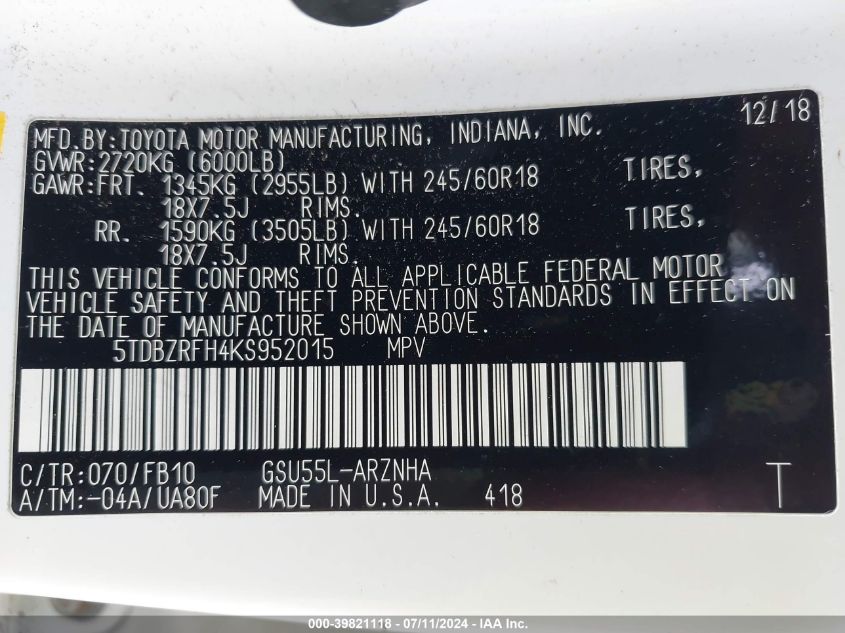 12/18
MFD.BY:TOYOTA MOTOR MANUFACTURING, INDIANA, INC.
GVWR:2720KG (6000LB)
GAWR:FRT. 1345KG (2955LB) WITH 245/60R18 TIRES,
18X7.5J RIMS.
RR. 1590KG (3505LB) WITH 245/60R18 TIRES,
18X7.5J RIMS.
THIS VEHICLE CONFORMS TO ALL APPLICABLE FEDERAL MOTOR
VEHICLE SAFETY AND THEFT PREVENTION STANDARDS IN EFFECT ON
THE DATE OF MANUFACTURE SHOWN ABOVE.
5TDBZRFH4KS952015 MPV
C/TR:070/FB10 GSU55L-ARZNHA
A/TM:-04A/UA80F MADE IN U.S.A. 418 T
000-39821118 - 07/11/2024 - IAA Inc.